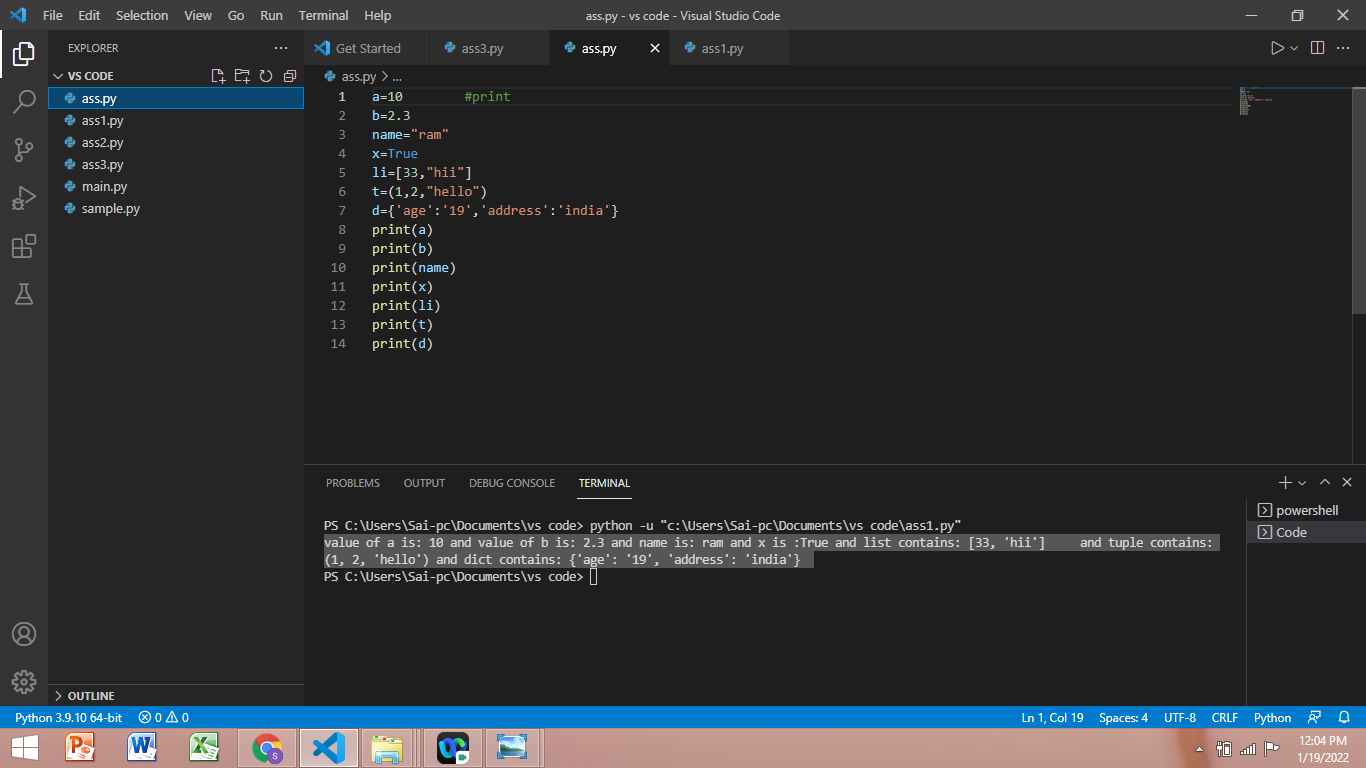 File Edit Selection View Go Run Terminal Help
ass.py - vs code - Visual Studio Code
EXPLORER
VS CODE
ass.py
ass1.py
ass2.py
ass3.py
main.py
sample.py
OUTLINE
Get Started ass3.py ass.py ass1.py
ass.py > ...
1 a=10        #print
2 b=2.3
3 name="ram"
4 x=True
5 li=[33,"hii"]
6 t=(1,2,"hello")
7 d={'age':'19','address':'india'}
8 print(a)
9 print(b)
10 print(name)
11 print(x)
12 print(li)
13 print(t)
14 print(d)
PROBLEMS OUTPUT DEBUG CONSOLE TERMINAL
PS C:\Users\Sai-pc\Documents\vs code> python -u "c:\Users\Sai-pc\Documents\vs code\ass1.py"
value of a is: 10 and value of b is: 2.3 and name is: ram and x is :True and list contains: [33, 'hii']    and tuple contains:
(1, 2, 'hello') and dict contains: {'age': '19', 'address': 'india'}
PS C:\Users\Sai-pc\Documents\vs code>
powershell
Code
Python 3.9.10 64-bit 0 0 Ln 1, Col 19 Spaces: 4 UTF-8 CRLF Python
12:04 PM
1/19/2022